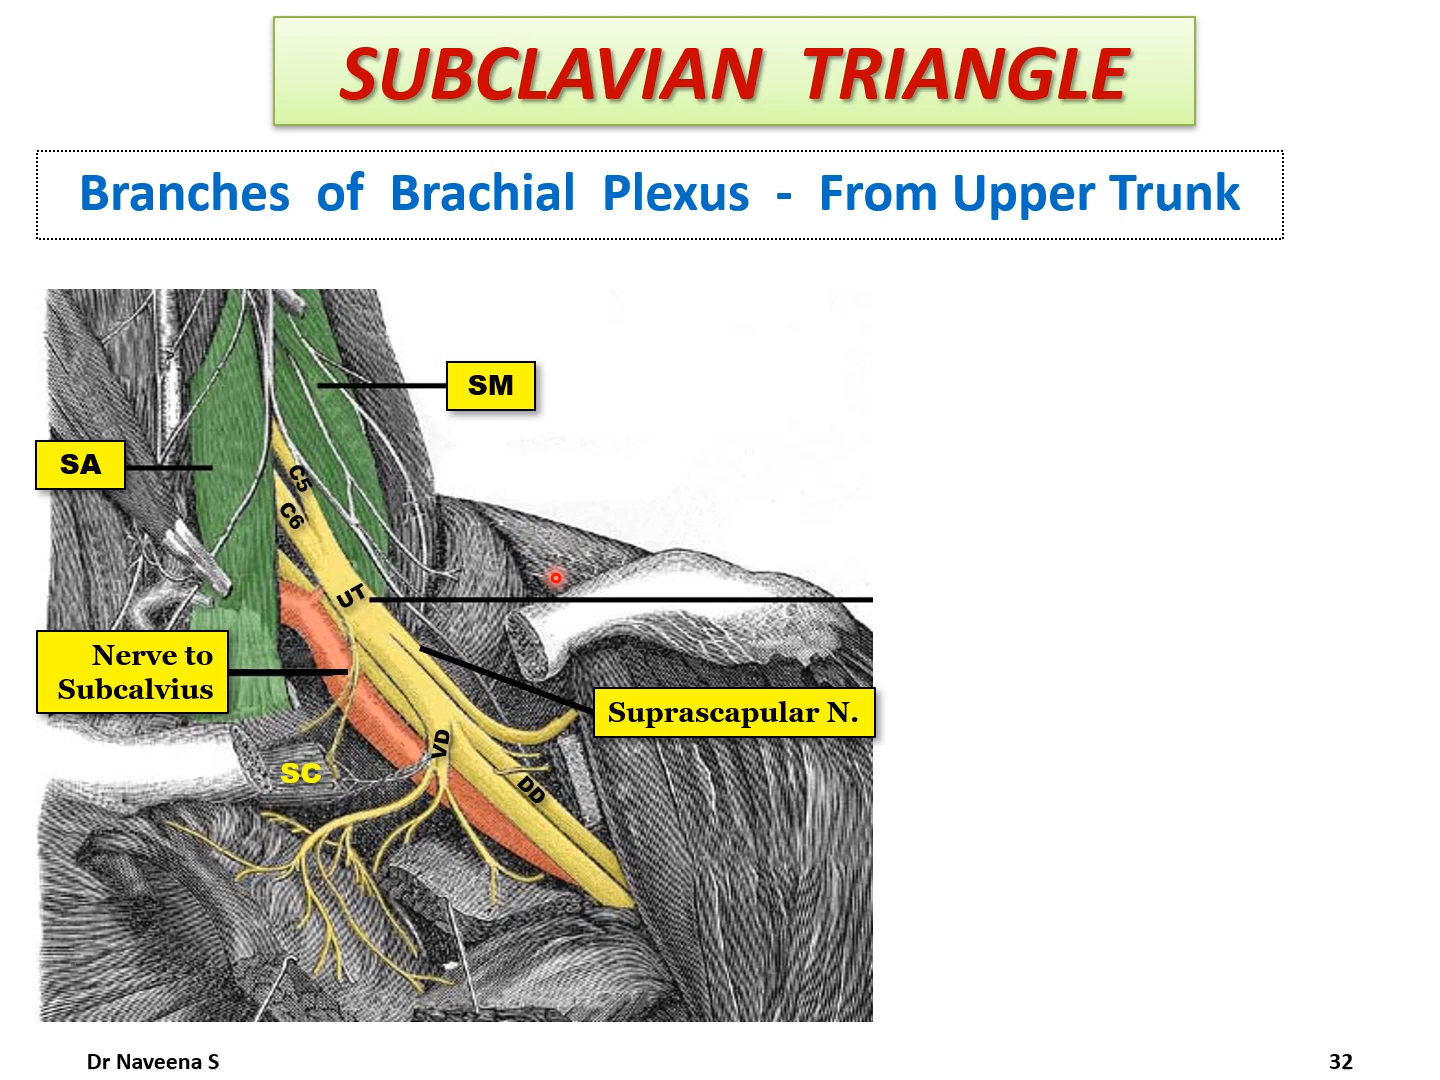 SUBCLAVIAN TRIANGLE
Branches of Brachial Plexus - From Upper Trunk
SM
SA
C5
C6
UT
Nerve to
Subcalvius
Suprascapular N.
VD
SC
DD
Dr Naveena S
32